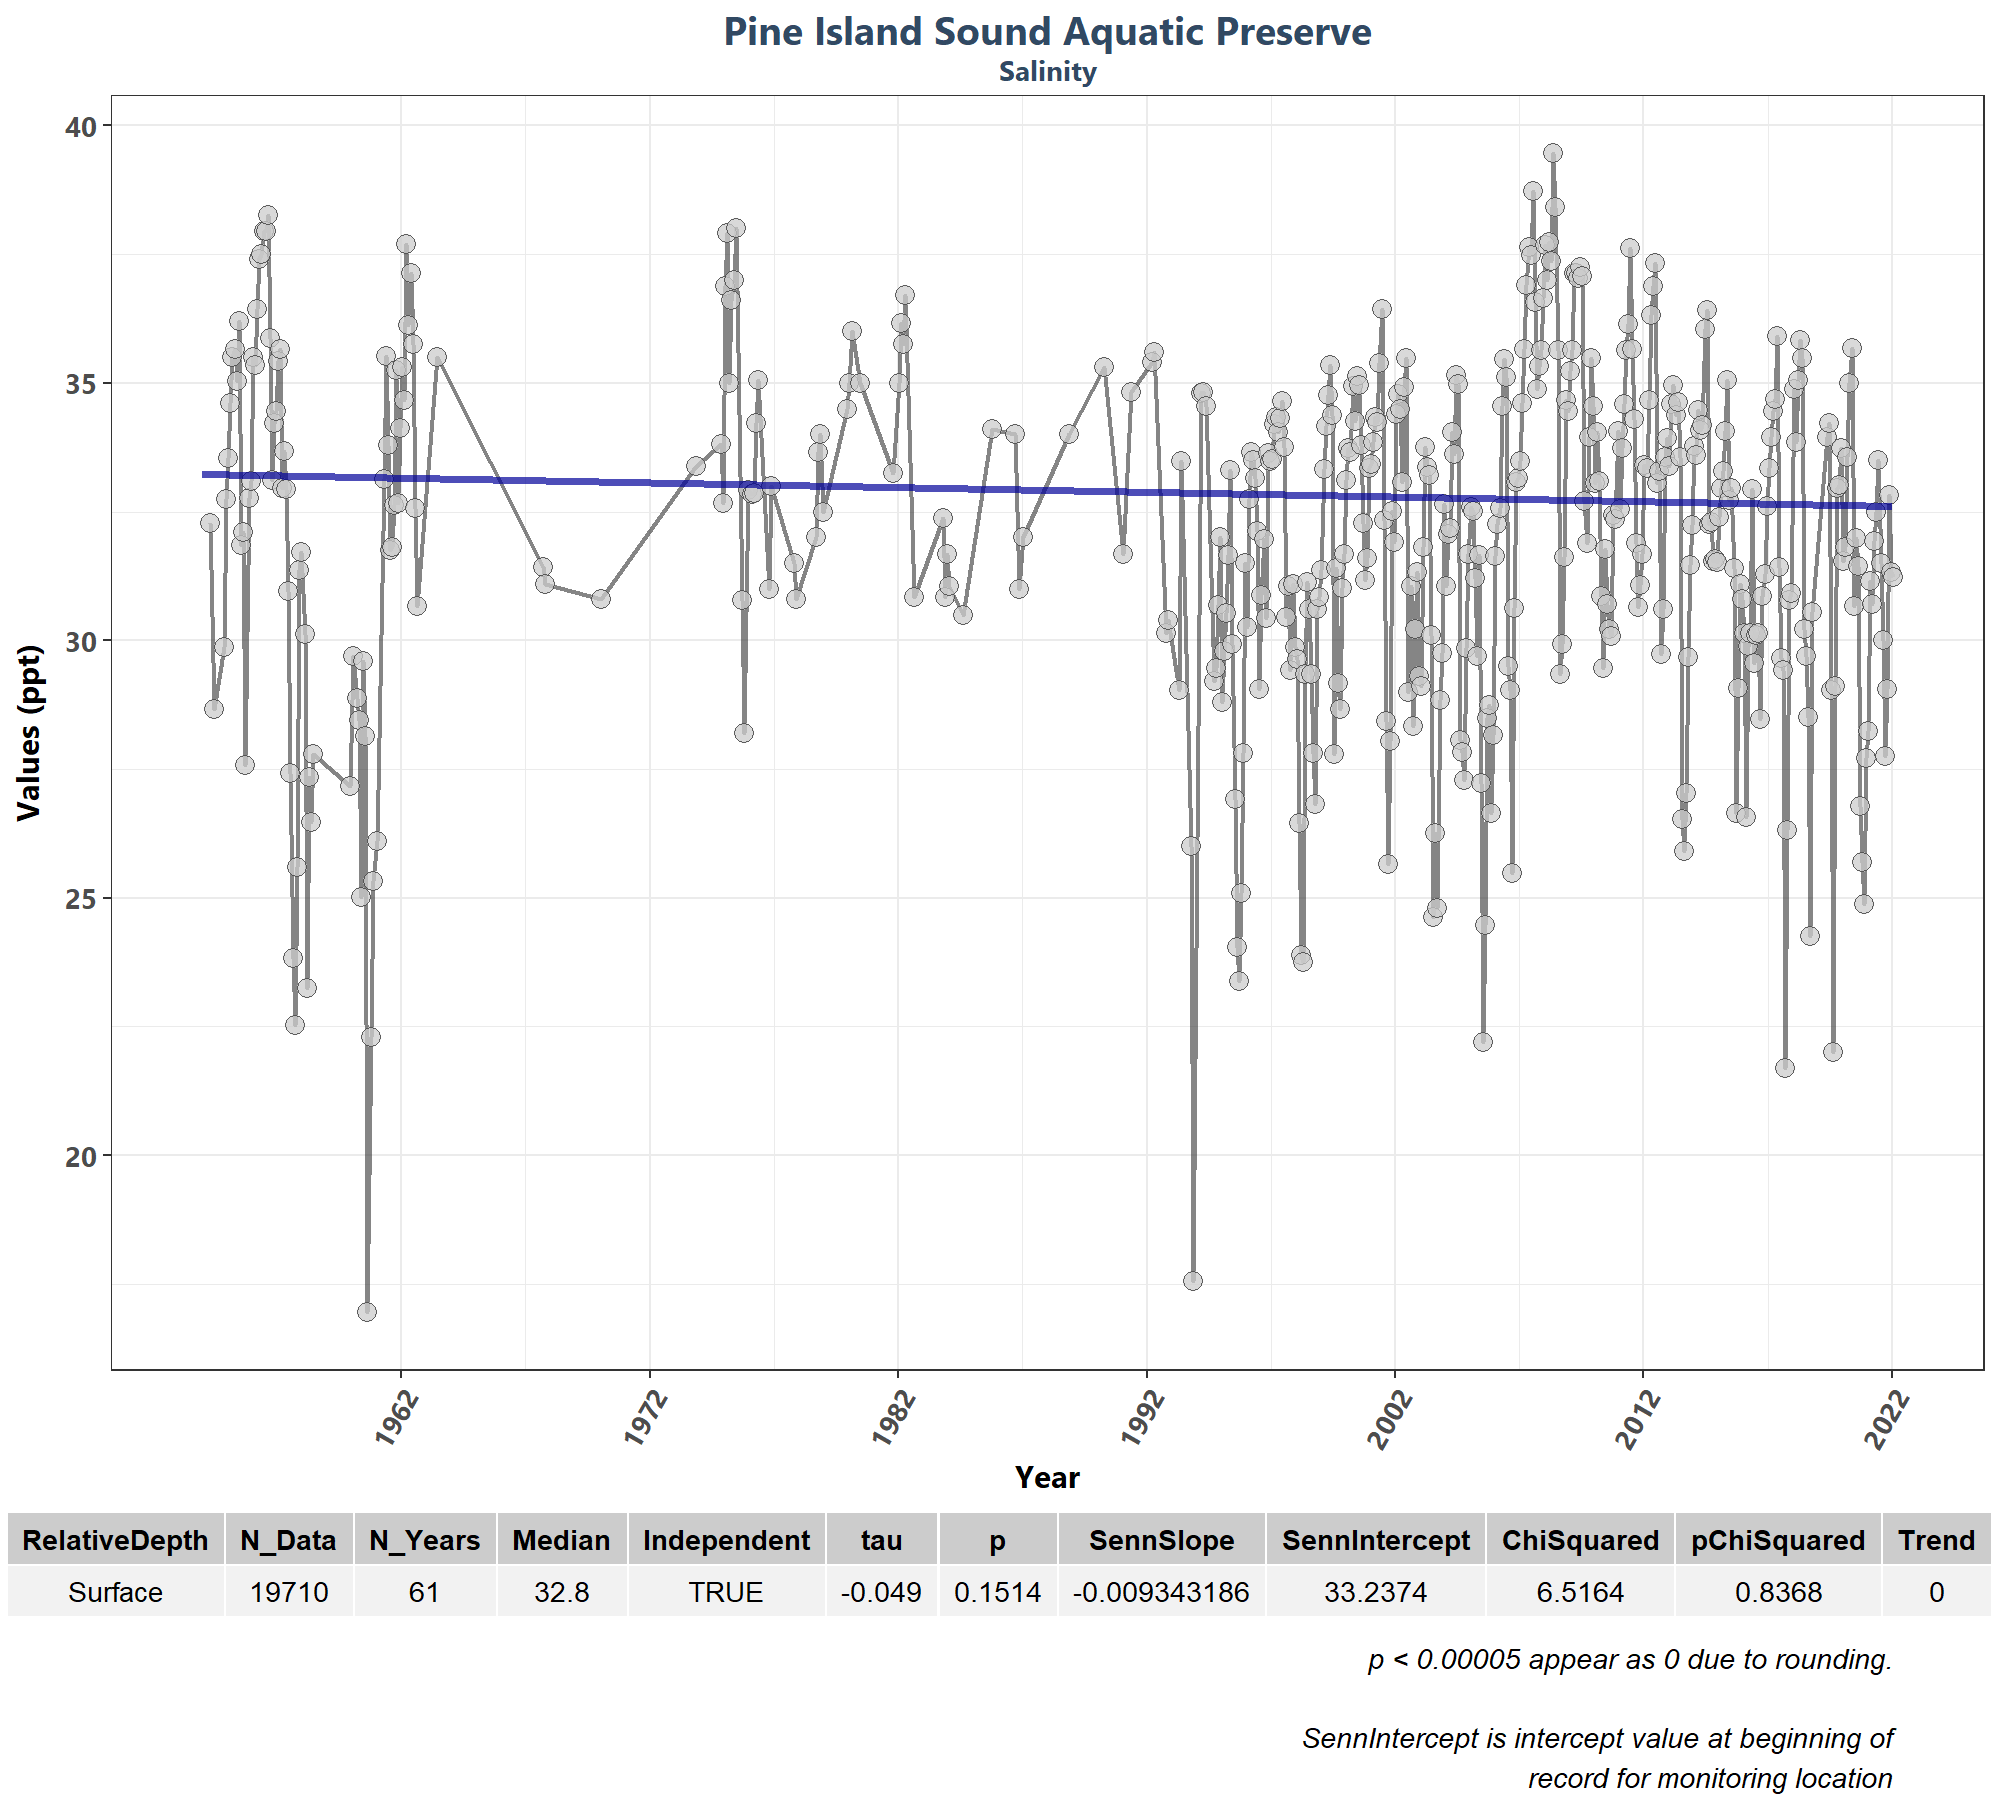 Pine Island Sound Aquatic Preserve
Salinity
40
35
30
25
20
Values (ppt)
1962
1972
1982
1992
2002
2012
2022
Year
RelativeDepth N_Data N_Years Median Independent tau p SennSlope SennIntercept ChiSquared pChiSquared Trend
Surface 19710 61 32.8 TRUE -0.049 0.1514 -0.009343186 33.2374 6.5164 0.8368 0
p < 0.00005 appear as 0 due to rounding.
SennIntercept is intercept value at beginning of
record for monitoring location